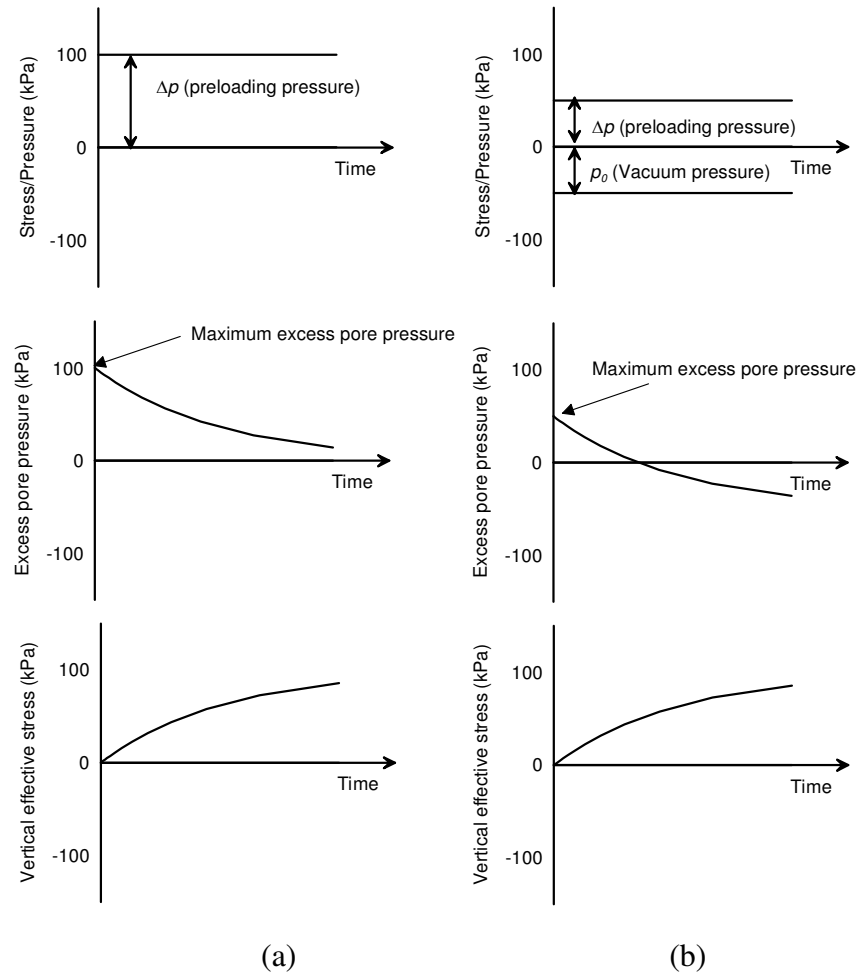 Stress/Pressure (kPa)
100
0
-100
Δp (preloading pressure)
Time
Stress/Pressure (kPa)
100
0
-100
Δp (preloading pressure)
Time
p0 (Vacuum pressure)
Excess pore pressure (kPa)
100
0
-100
Maximum excess pore pressure
Time
Excess pore pressure (kPa)
100
0
-100
Maximum excess pore pressure
Time
Vertical effective stress (kPa)
100
0
-100
Time
Vertical effective stress (kPa)
100
0
-100
Time
(a)
(b)